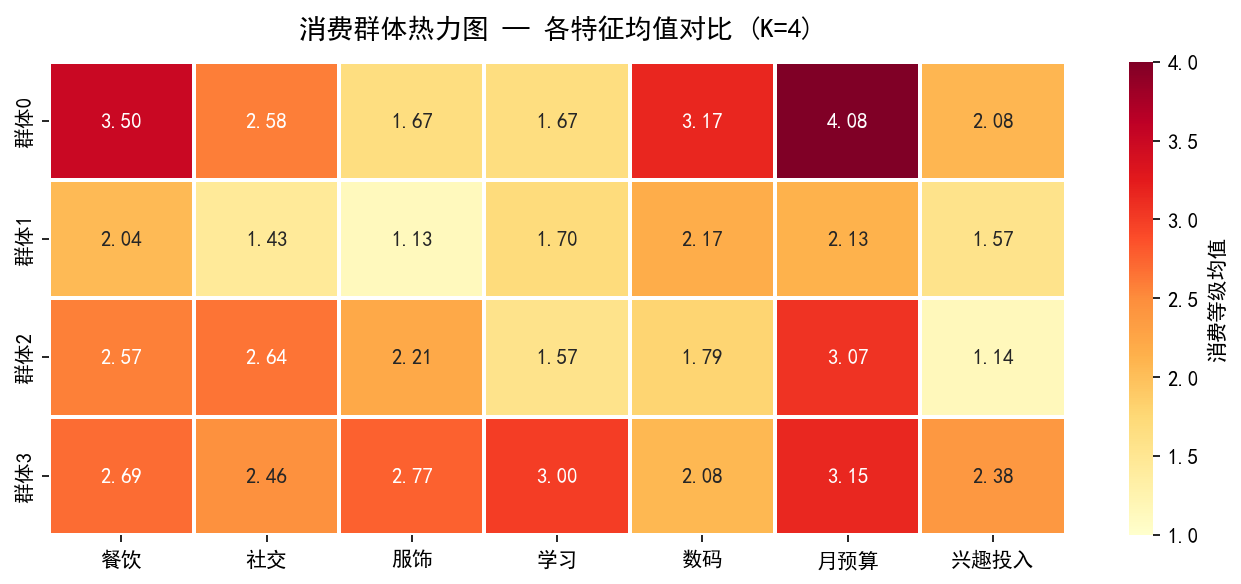 消费群体热力图 — 各特征均值对比 (K=4)
群体0
3.50 2.58 1.67 1.67 3.17 4.08 2.08
群体1
2.04 1.43 1.13 1.70 2.17 2.13 1.57
群体2
2.57 2.64 2.21 1.57 1.79 3.07 1.14
群体3
2.69 2.46 2.77 3.00 2.08 3.15 2.38
餐饮 社交 服饰 学习 数码 月预算 兴趣投入
4.0
3.5
3.0
2.5
2.0
1.5
1.0
消费等级均值